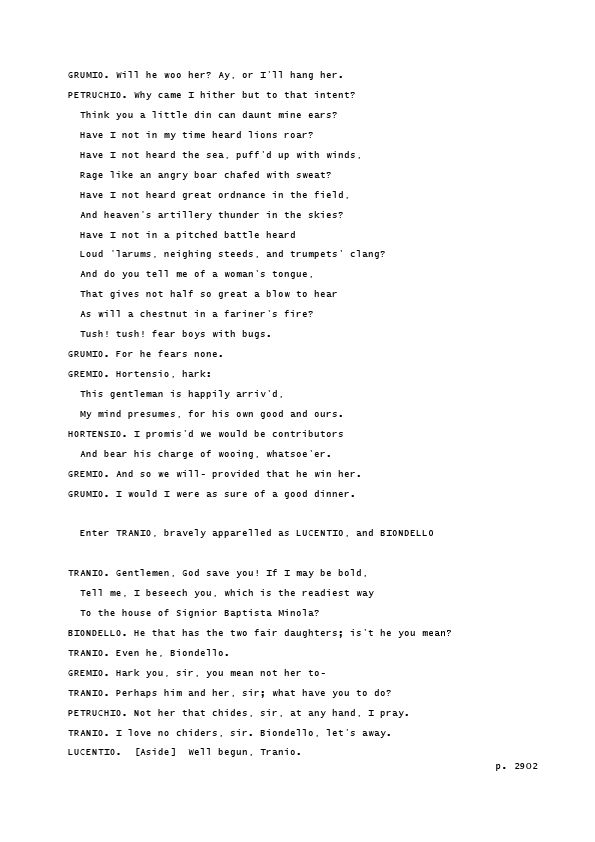 GRUMIO. Will he woo her? Ay, or I'll hang her.
PETRUCHIO. Why came I hither but to that intent?
Think you a little din can daunt mine ears?
Have I not in my time heard lions roar?
Have I not heard the sea, puff'd up with winds,
Rage like an angry boar chafed with sweat?
Have I not heard great ordnance in the field,
And heaven's artillery thunder in the skies?
Have I not in a pitched battle heard
Loud 'larums, neighing steeds, and trumpets' clang?
And do you tell me of a woman's tongue,
That gives not half so great a blow to hear
As will a chestnut in a fariner's fire?
Tush! tush! fear boys with bugs.
GRUMIO. For he fears none.
GREMIO. Hortensio, hark:
This gentleman is happily arriv'd,
My mind presumes, for his own good and ours.
HORTENSIO. I promis'd we would be contributors
And bear his charge of wooing, whatsoe'er.
GREMIO. And so we will- provided that he win her.
GRUMIO. I would I were as sure of a good dinner.
Enter TRANIO, bravely apparelled as LUCENTIO, and BIONDELLO
TRANIO. Gentlemen, God save you! If I may be bold,
Tell me, I beseech you, which is the readiest way
To the house of Signior Baptista Minola?
BIONDELLO. He that has the two fair daughters; is't he you mean?
TRANIO. Even he, Biondello.
GREMIO. Hark you, sir, you mean not her to-
TRANIO. Perhaps him and her, sir; what have you to do?
PETRUCHIO. Not her that chides, sir, at any hand, I pray.
TRANIO. I love no chiders, sir. Biondello, let's away.
LUCENTIO.  [Aside]  Well begun, Tranio.
p. 2902